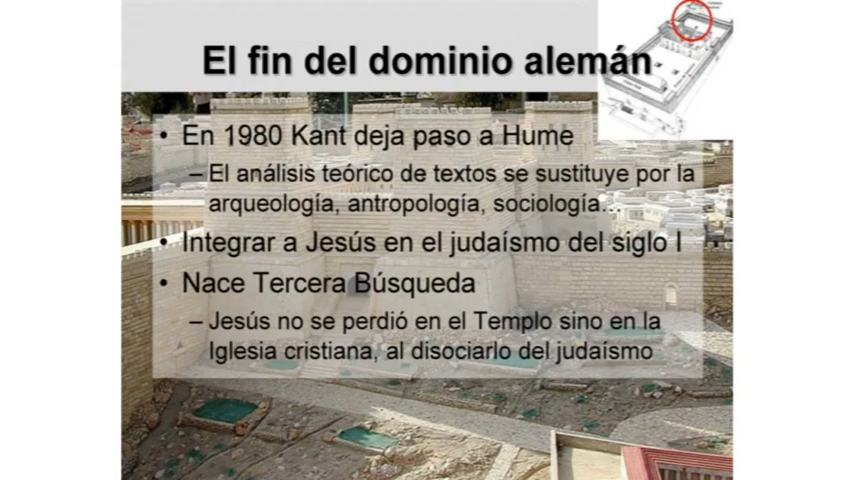 El fin del dominio alemán
• En 1980 Kant deja paso a Hume
– El análisis teórico de textos se sustituye por la
arqueología, antropología, sociología...
• Integrar a Jesús en el judaísmo del siglo I
• Nace Tercera Búsqueda
– Jesús no se perdió en el Templo sino en la
Iglesia cristiana, al disociarlo del judaísmo